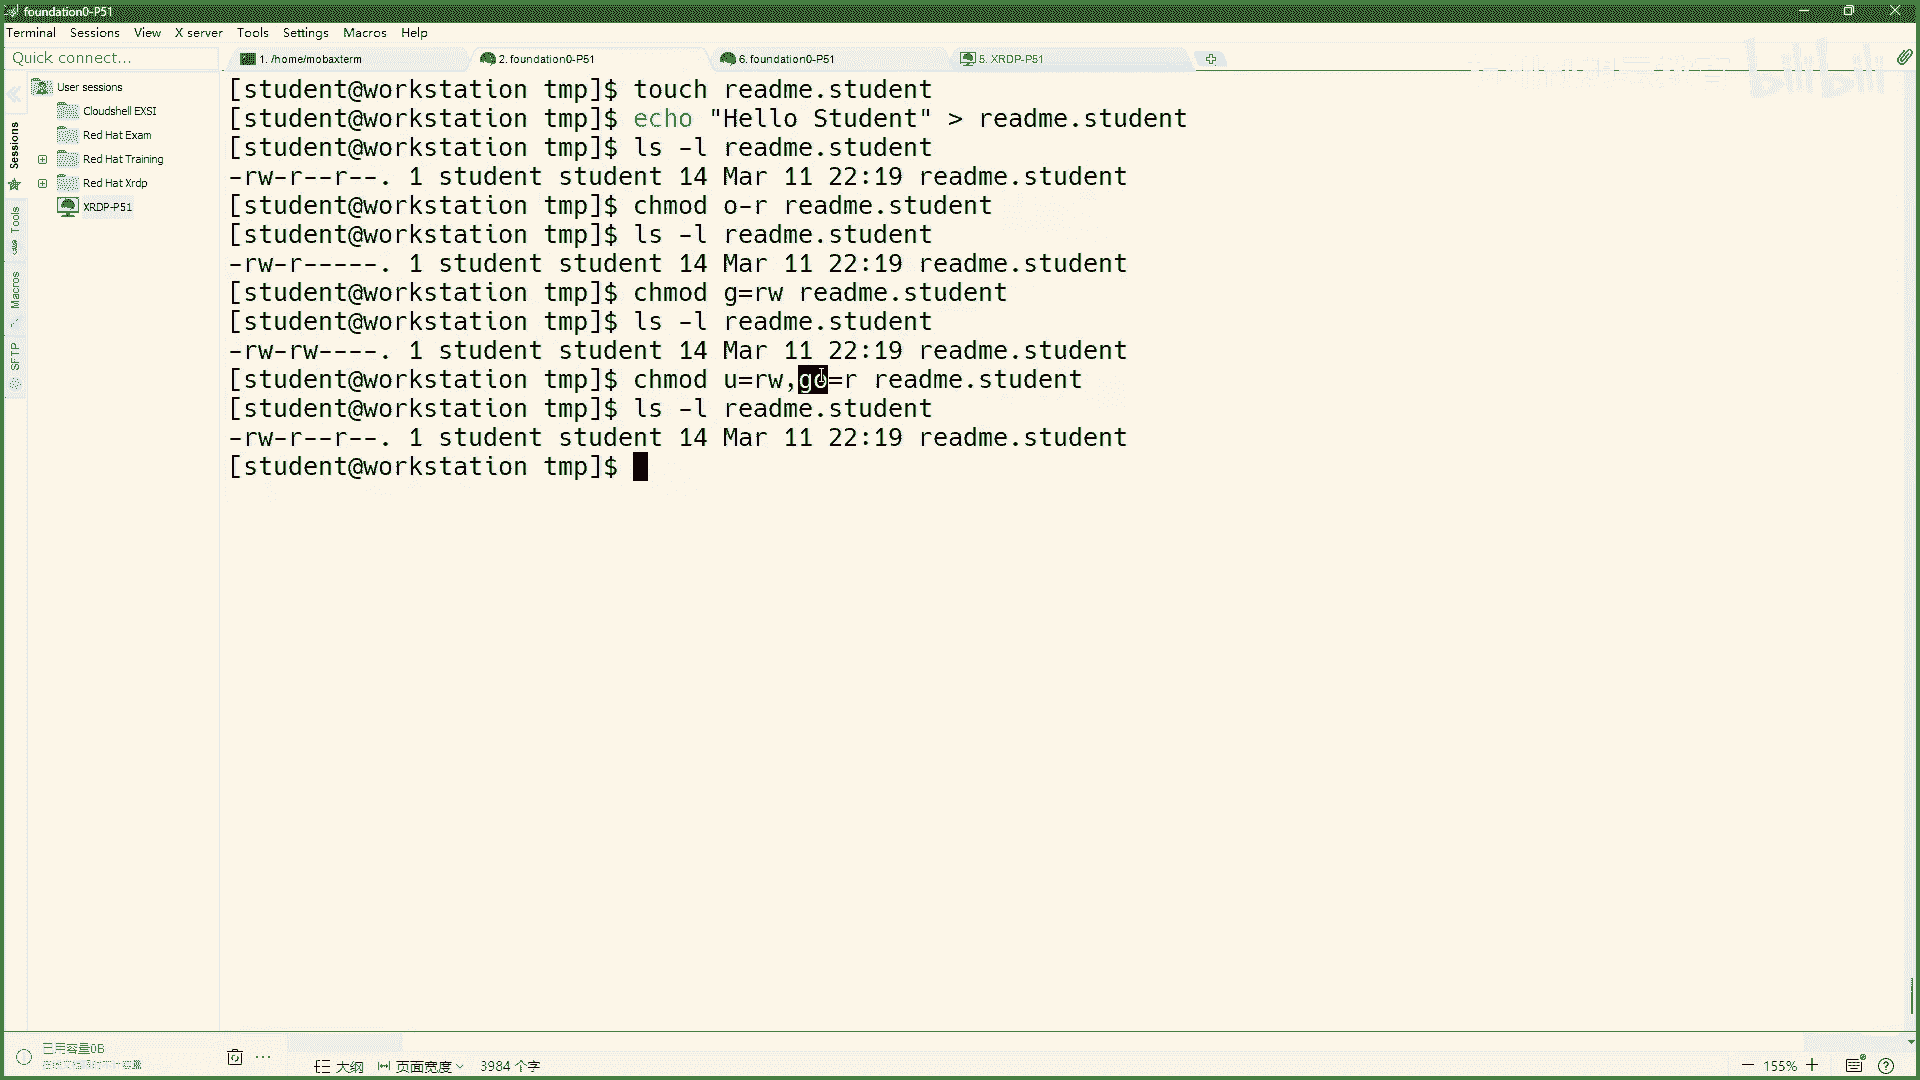 foundation0-P51
Terminal Sessions View X server Tools Settings Macros Help
Quick connect...
1. /home/mobaxterm
2. foundation0-P51
6. foundation0-P51
5. XRDP-P51
User sessions
Cloudshell EXSI
Red Hat Exam
Red Hat Training
Red Hat Xrdp
XRDP-P51
Sessions
Tools
Macros
SFTP
bilibili
[student@workstation tmp]$ touch readme.student
[student@workstation tmp]$ echo "Hello Student" > readme.student
[student@workstation tmp]$ ls -l readme.student
-rw-r--r--. 1 student student 14 Mar 11 22:19 readme.student
[student@workstation tmp]$ chmod o-r readme.student
[student@workstation tmp]$ ls -l readme.student
-rw-r-----. 1 student student 14 Mar 11 22:19 readme.student
[student@workstation tmp]$ chmod g=rw readme.student
[student@workstation tmp]$ ls -l readme.student
-rw-rw----. 1 student student 14 Mar 11 22:19 readme.student
[student@workstation tmp]$ chmod u=rw,go=r readme.student
[student@workstation tmp]$ ls -l readme.student
-rw-r--r--. 1 student student 14 Mar 11 22:19 readme.student
[student@workstation tmp]$
已用容量0B
大纲 页面宽度 3984 个字
155%